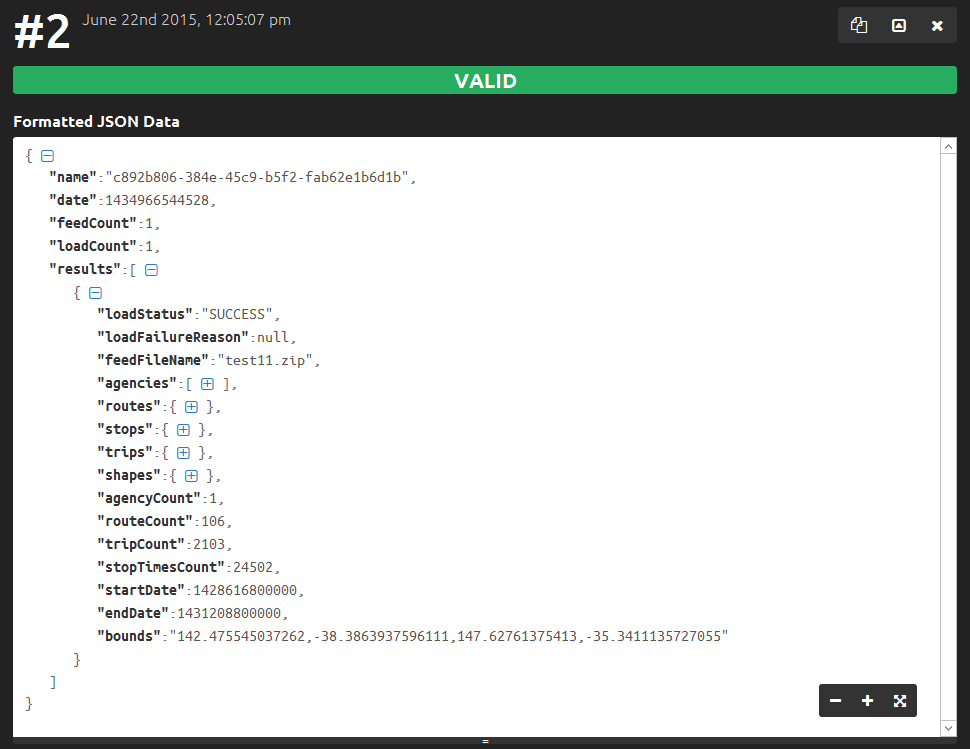 #2 June 22nd 2015, 12:05:07 pm
VALID
Formatted JSON Data
{
"name":"c892b806-384e-45c9-b5f2-fab62e1b6d1b",
"date":1434966544528,
"feedCount":1,
"loadCount":1,
"results":[
{
"loadStatus":"SUCCESS",
"loadFailureReason":null,
"feedFileName":"test11.zip",
"agencies":[ ],
"routes":{ },
"stops":{ },
"trips":{ },
"shapes":{ },
"agencyCount":1,
"routeCount":106,
"tripCount":2103,
"stopTimesCount":24502,
"startDate":1428616800000,
"endDate":1431208800000,
"bounds":"142.475545037262,-38.3863937596111,147.62761375413,-35.3411135727055"
}
]
}